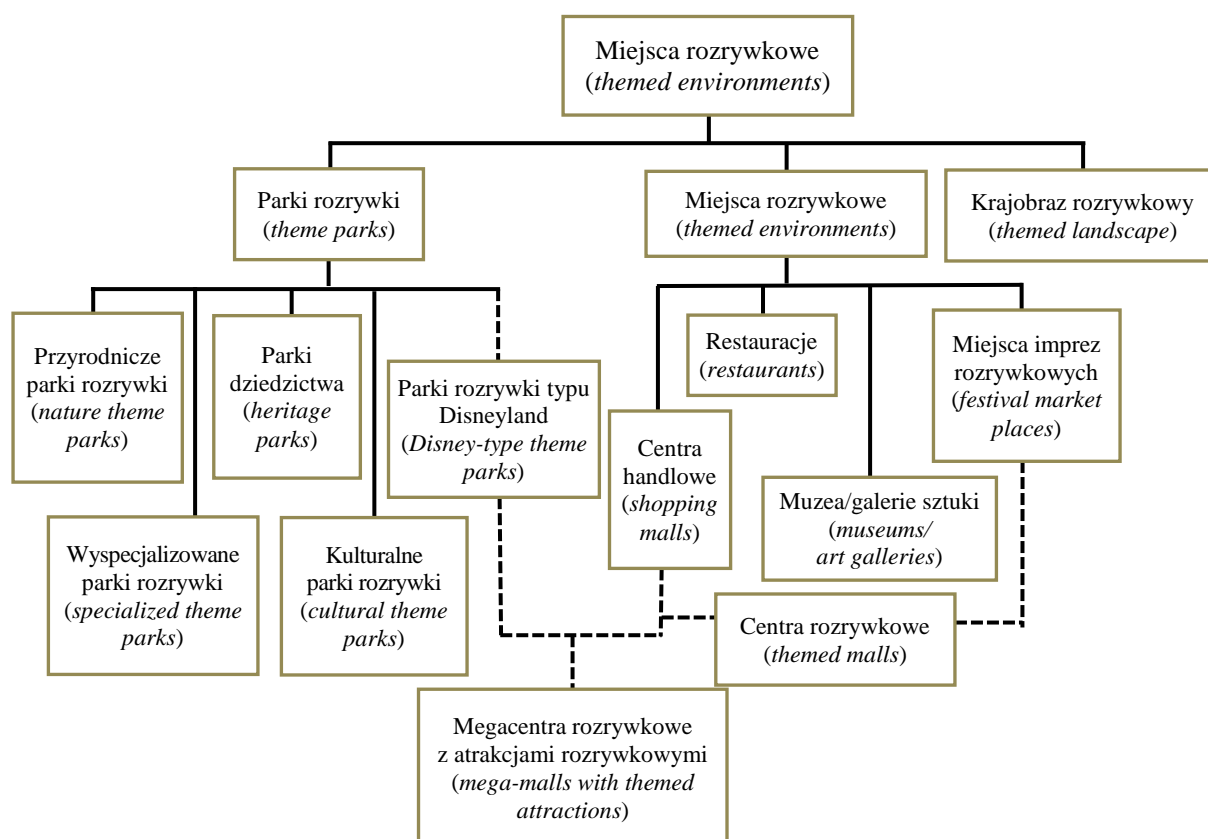 Miejsca rozrywkowe
(themed environments)
Parki rozrywki
(theme parks)
Miejsca rozrywkowe
(themed environments)
Krajobraz rozrywkowy
(themed landscape)
Przyrodnicze
parki rozrywki
(nature theme
parks)
Parki
dziedzictwa
(heritage
parks)
Parki rozrywki typu
Disneyland
(Disney-type theme
parks)
Restauracje
(restaurants)
Miejsca imprez
rozrywkowych
(festival market
places)
Centra
handlowe
(shopping
malls)
Muzea/galerie sztuki
(museums/
art galleries)
Wyspecjalizowane
parki rozrywki
(specialized theme
parks)
Kulturalne
parki rozrywki
(cultural theme
parks)
Centra rozrywkowe
(themed malls)
Megacentra rozrywkowe
z atrakcjami rozrywkowymi
(mega-malls with themed
attractions)